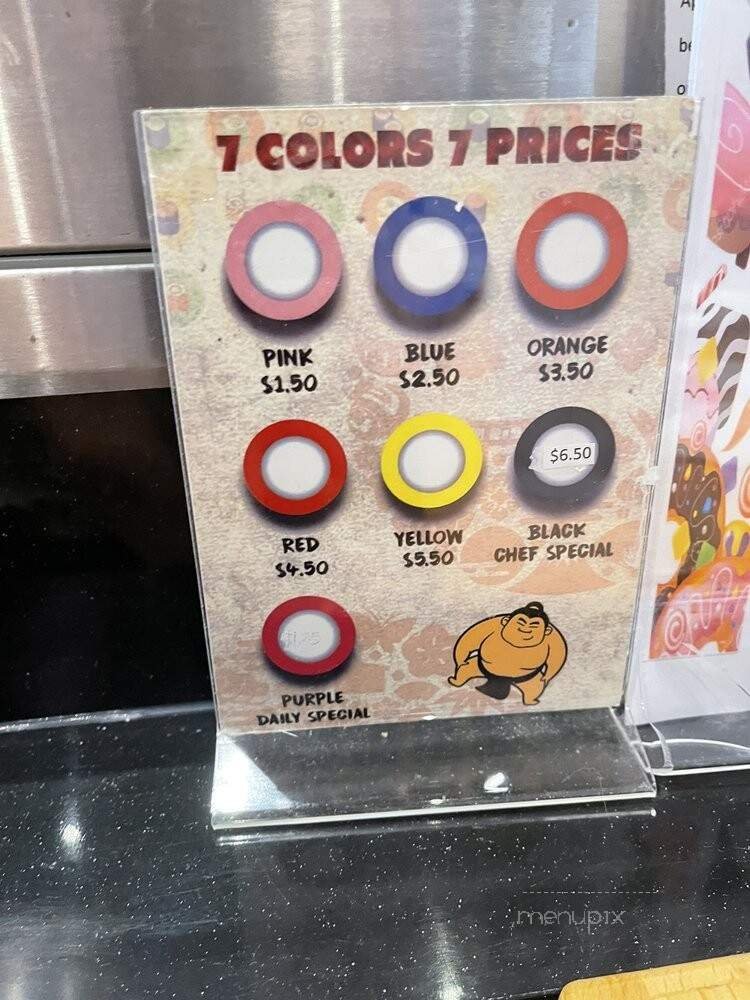 7 COLORS 7 PRICES
PINK
$1.50
BLUE
$2.50
ORANGE
$3.50
RED
$4.50
YELLOW
$5.50
$6.50
BLACK
CHEF SPECIAL
PURPLE
DAILY SPECIAL
menupix